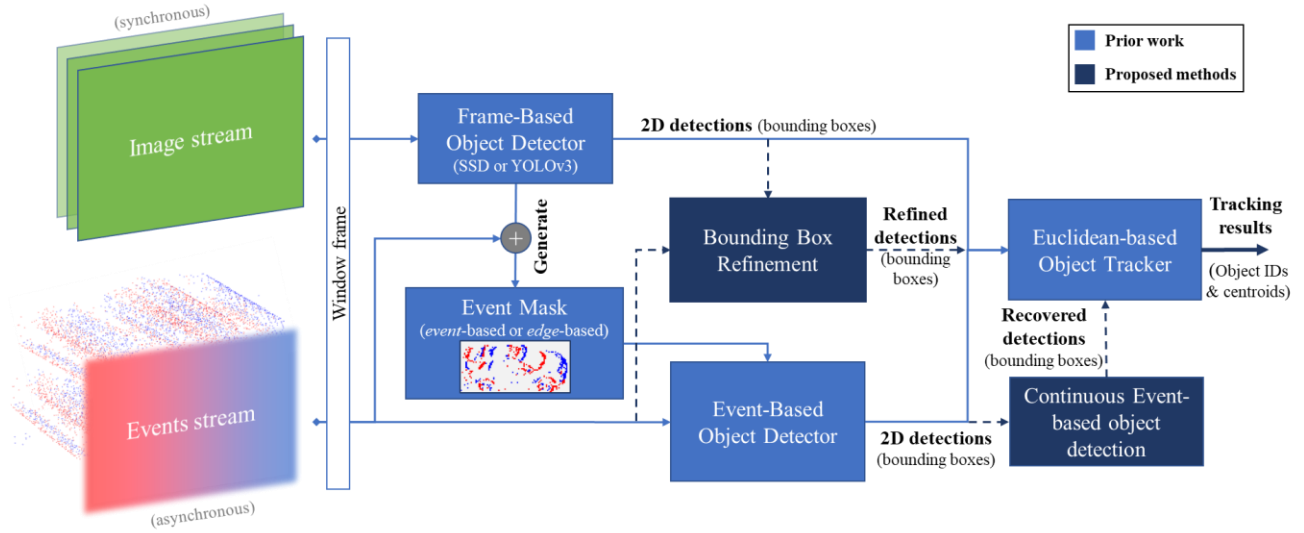 (synchronous)
Image stream
Events stream
(asynchronous)
Window frame
Frame-Based
Object Detector
(SSD or YOLOv3)
+
Generate
Event Mask
(event-based or edge-based)
2D detections (bounding boxes)
Bounding Box
Refinement
Event-Based
Object Detector
Refined
detections
(bounding
boxes)
2D detections
(bounding boxes)
Prior work
Proposed methods
Euclidean-based
Object Tracker
Tracking
results
(Object IDs
& centroids)
Recovered
detections
(bounding boxes)
Continuous Event-
based object
detection